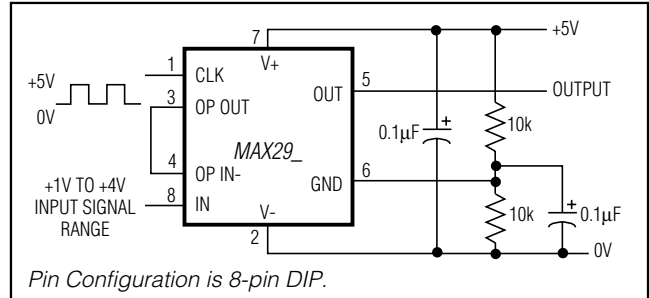 7
+5V
V+
1
CLK
+5V
0V
3
OP OUT
OUT
5
OUTPUT
0.1µF
+
10k
MAX29_
4
OP IN-
6
GND
+1V TO +4V
INPUT SIGNAL
RANGE
8
IN
V-
2
10k
+
0.1µF
0V
Pin Configuration is 8-pin DIP.